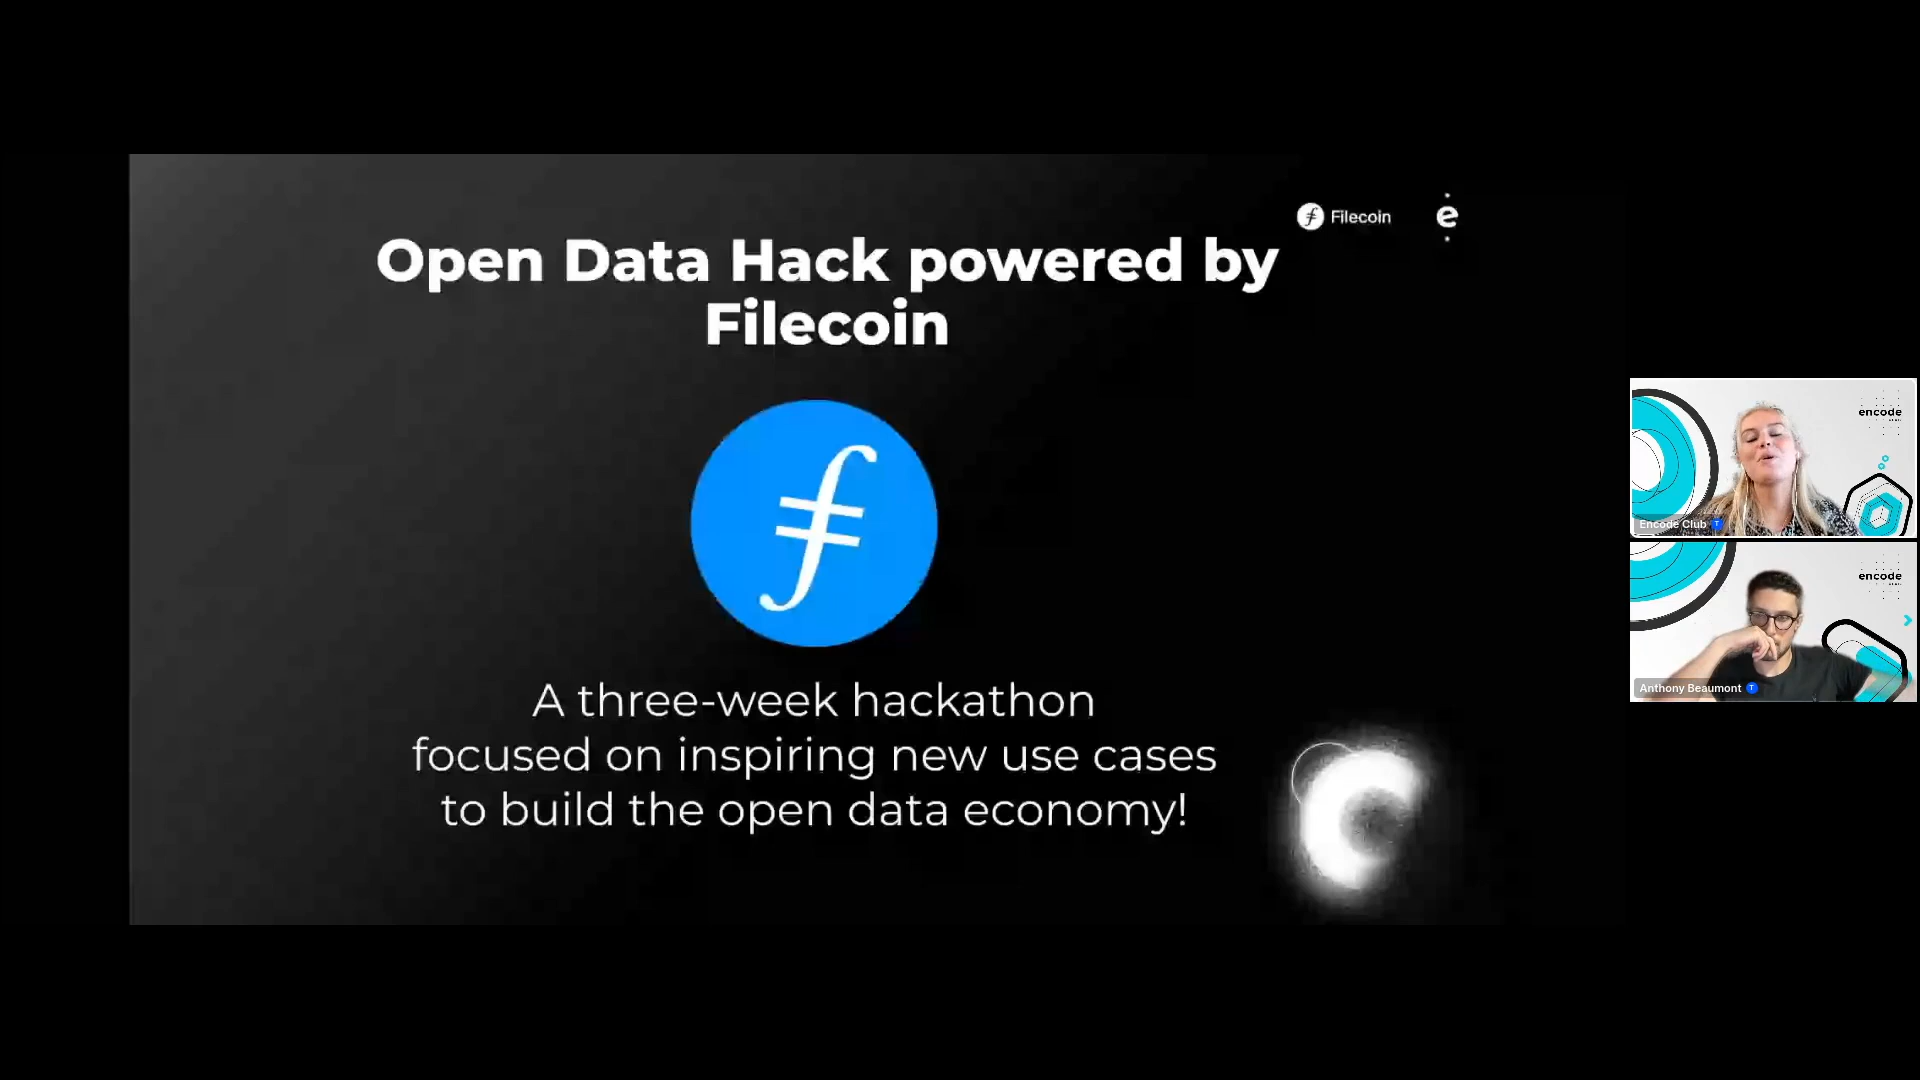 Filecoin
e
Open Data Hack powered by
Filecoin
A three-week hackathon
focused on inspiring new use cases
to build the open data economy!
encode
Encode Club T
encode
Anthony Beaumont T